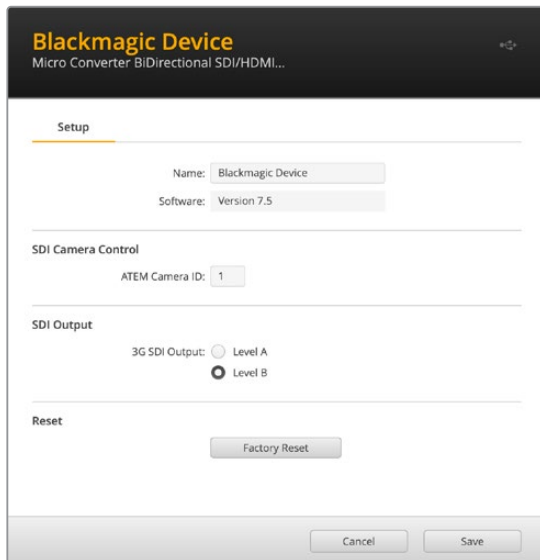 Blackmagic Device
Micro Converter BiDirectional SDI/HDMI...
Setup
Name: Blackmagic Device
Software: Version 7.5
SDI Camera Control
ATEM Camera ID: 1
SDI Output
3G SDI Output: Level A
Level B
Reset
Factory Reset
Cancel Save